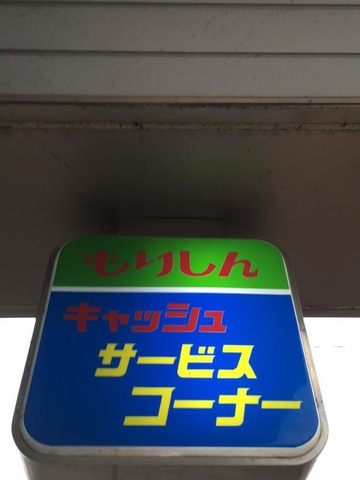 もりしん
キャッシュ
サービス
コーナー